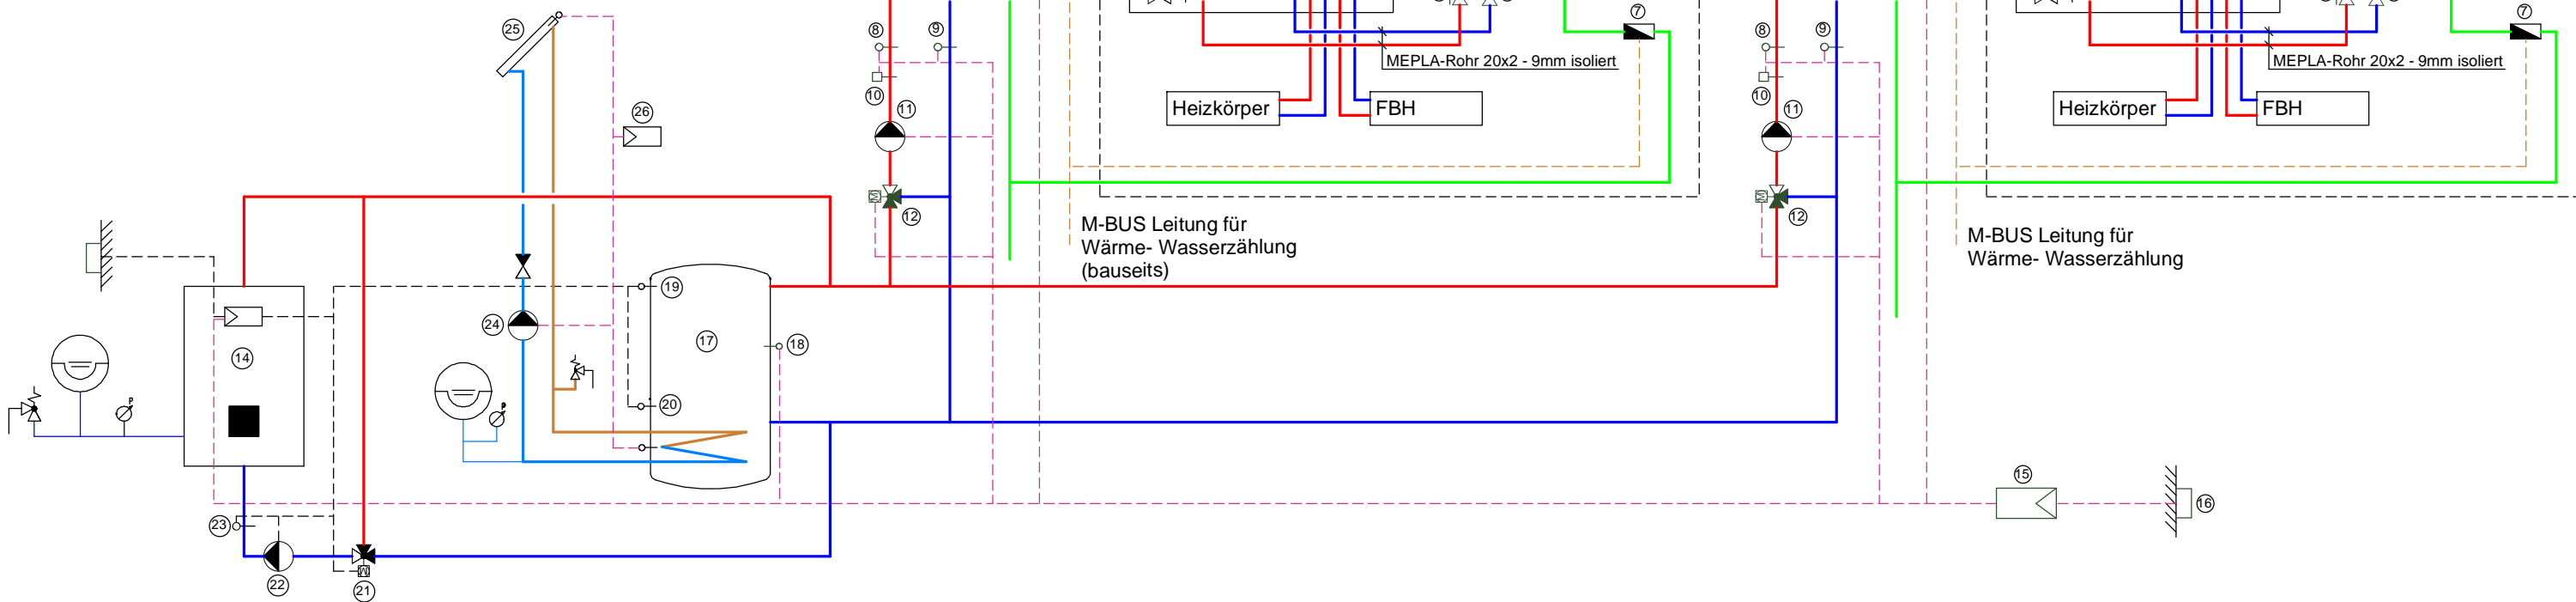 25
8
9
7
8
9
7
MEPLA-Rohr 20x2 - 9mm isoliert
MEPLA-Rohr 20x2 - 9mm isoliert
10
11
10
11
Heizkörper
FBH
Heizkörper
FBH
26
12
12
M-BUS Leitung für
Wärme- Wasserzählung
(bauseits)
M-BUS Leitung für
Wärme- Wasserzählung
M
M
19
24
17
18
14
20
P
P
15
16
23
22
21
M